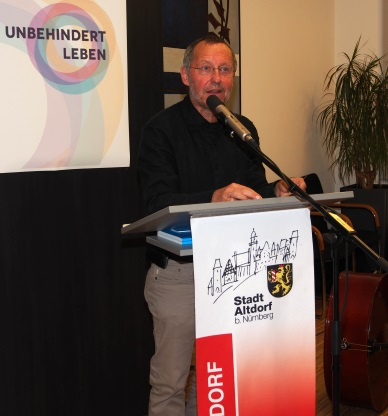 UNBEHINDERT
LEBEN
Stadt
Altdorf
b. Nürnberg
DORF